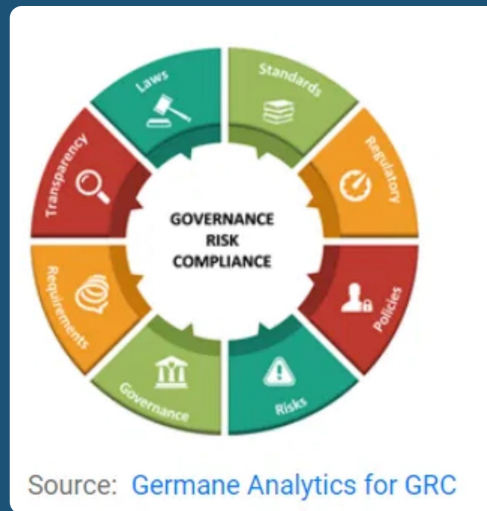 Laws
Standards
Transparency
Regulatory
GOVERNANCE
RISK
COMPLIANCE
Requirements
Policies
Governance
Risks
Source: Germane Analytics for GRC